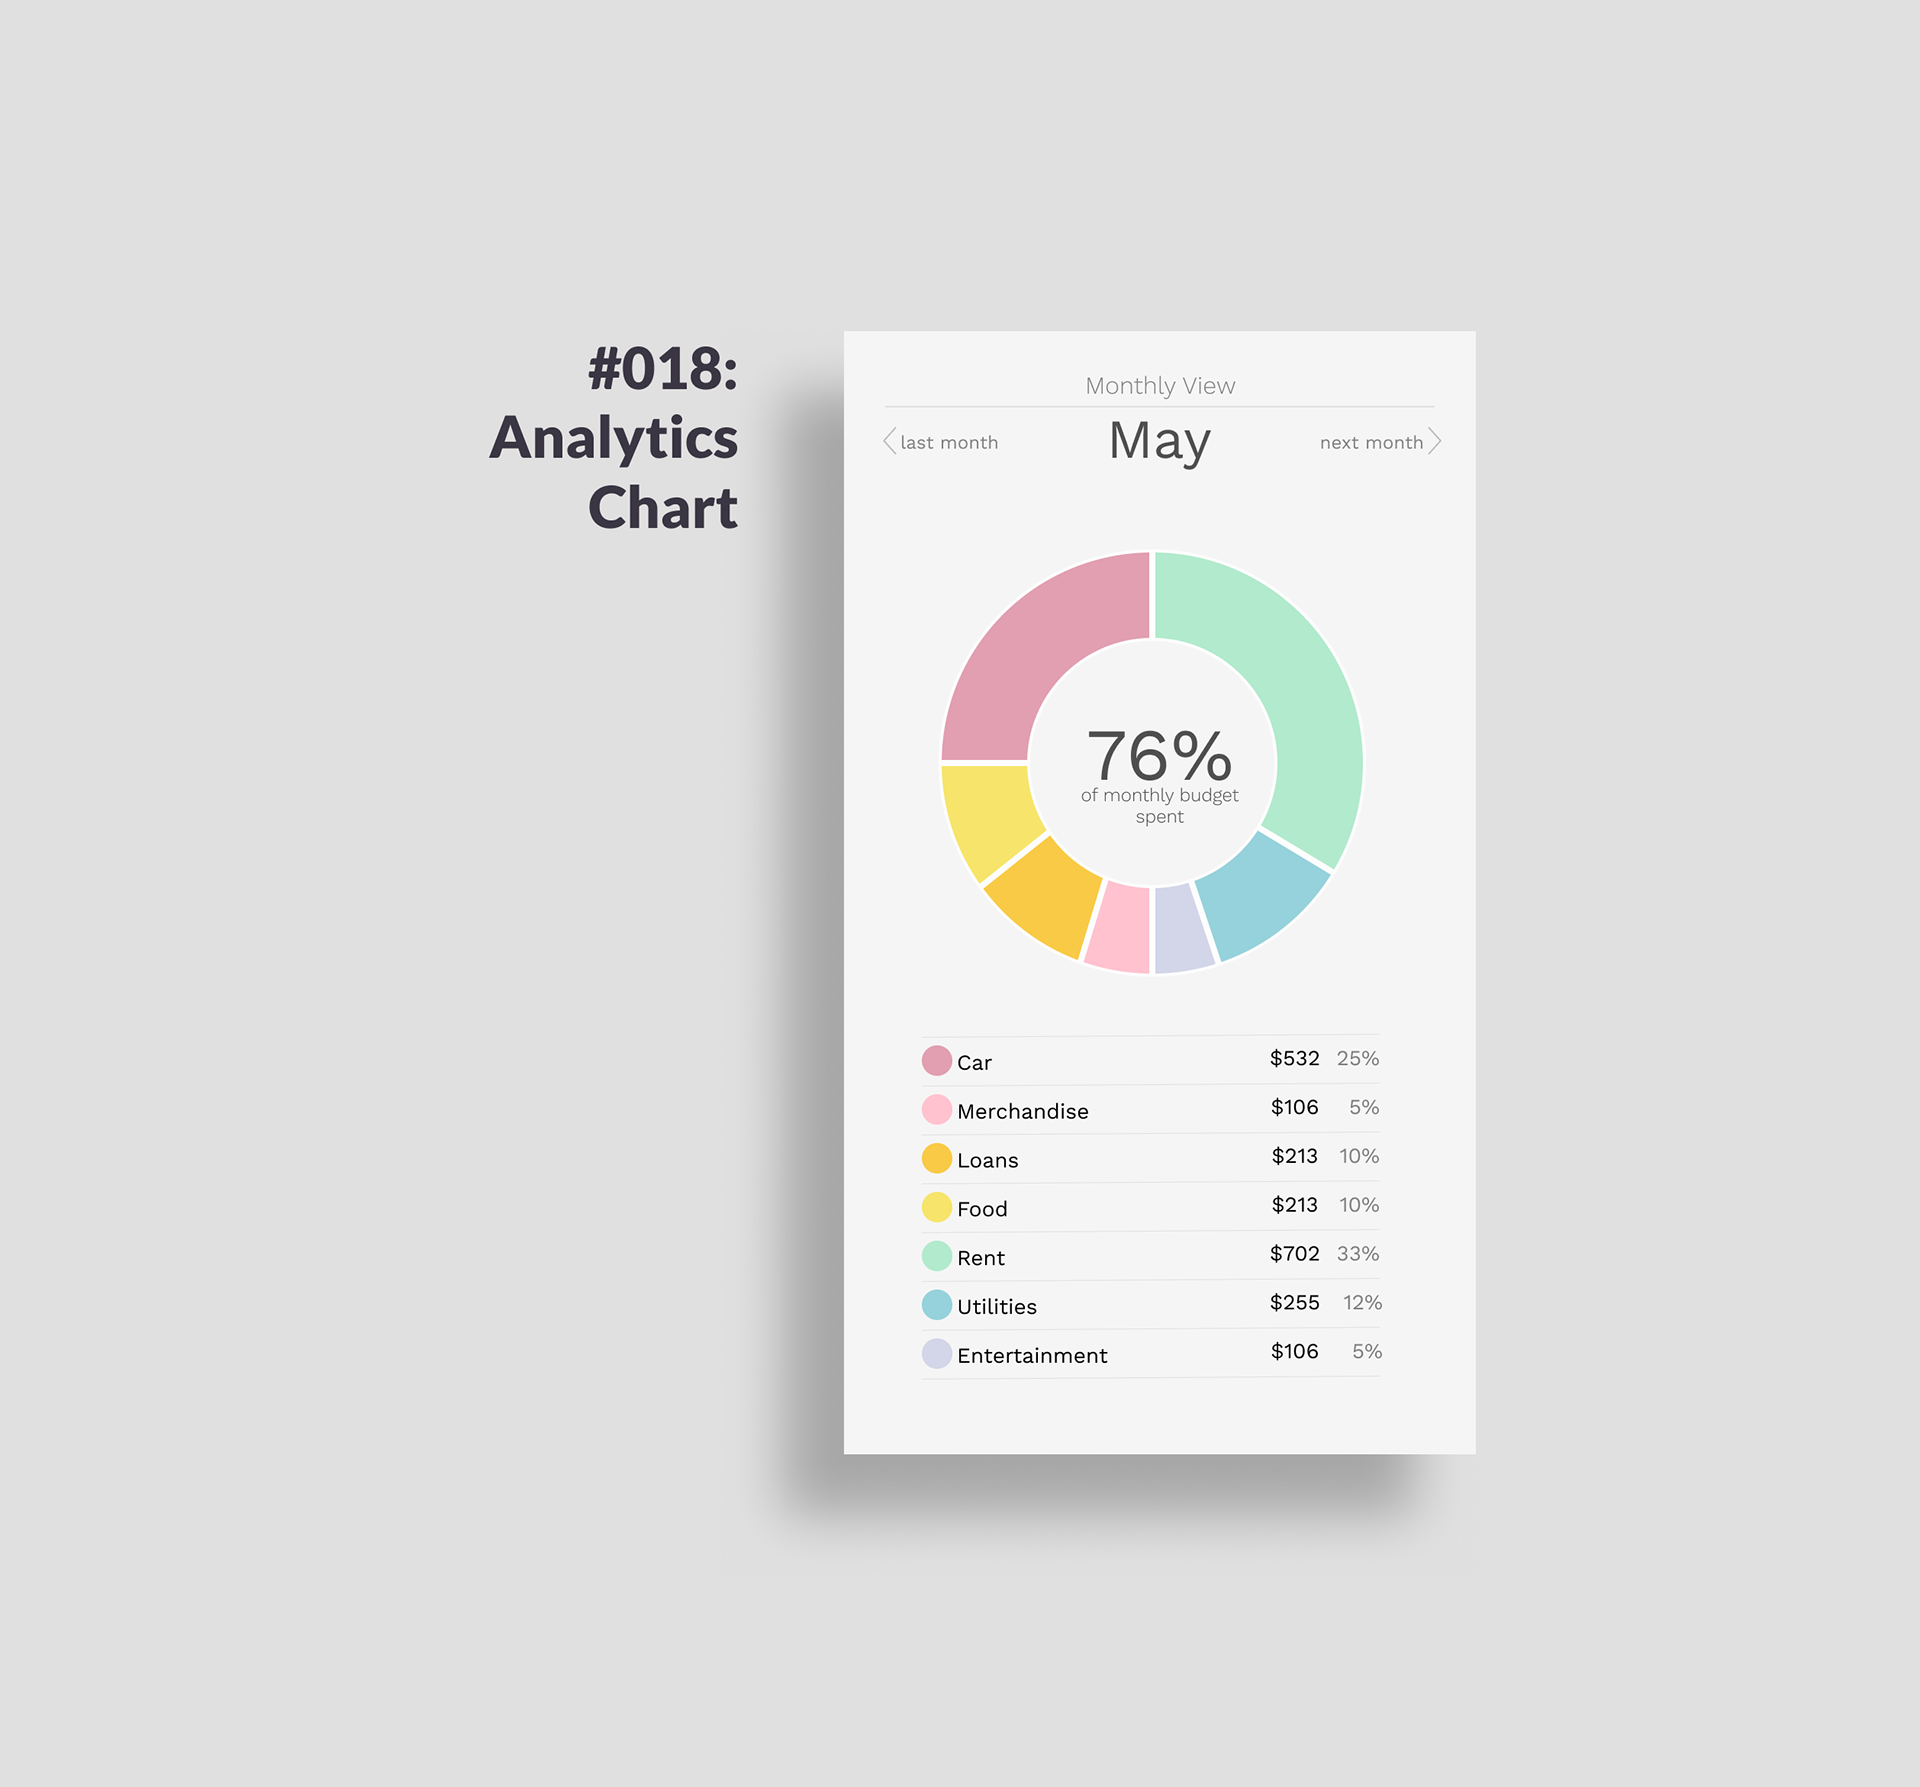 #018:
Analytics
Chart
Monthly View
last month May next month
76%
of monthly budget
spent
Car $532 25%
Merchandise $106 5%
Loans $213 10%
Food $213 10%
Rent $702 33%
Utilities $255 12%
Entertainment $106 5%